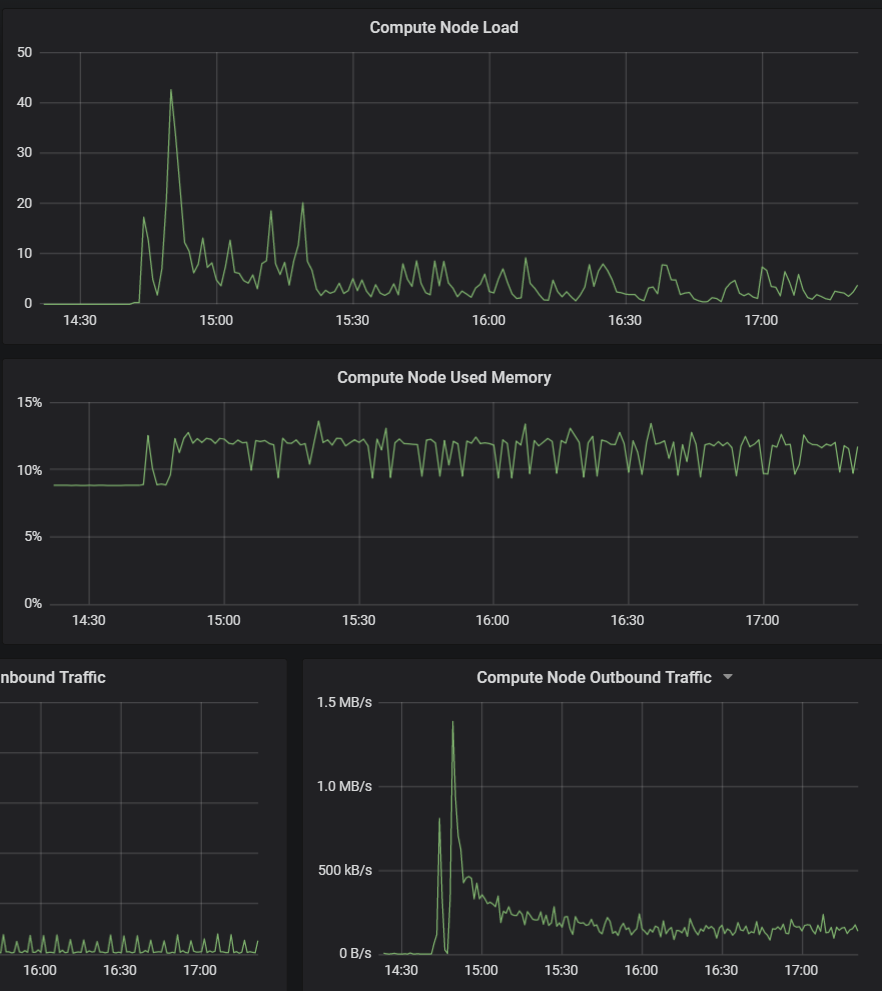 Compute Node Load
50
40
30
20
10
0
14:30 15:00 15:30 16:00 16:30 17:00
Compute Node Used Memory
15%
10%
5%
0%
14:30 15:00 15:30 16:00 16:30 17:00
nbound Traffic
16:00 16:30 17:00
Compute Node Outbound Traffic
1.5 MB/s
1.0 MB/s
500 kB/s
0 B/s
14:30 15:00 15:30 16:00 16:30 17:00